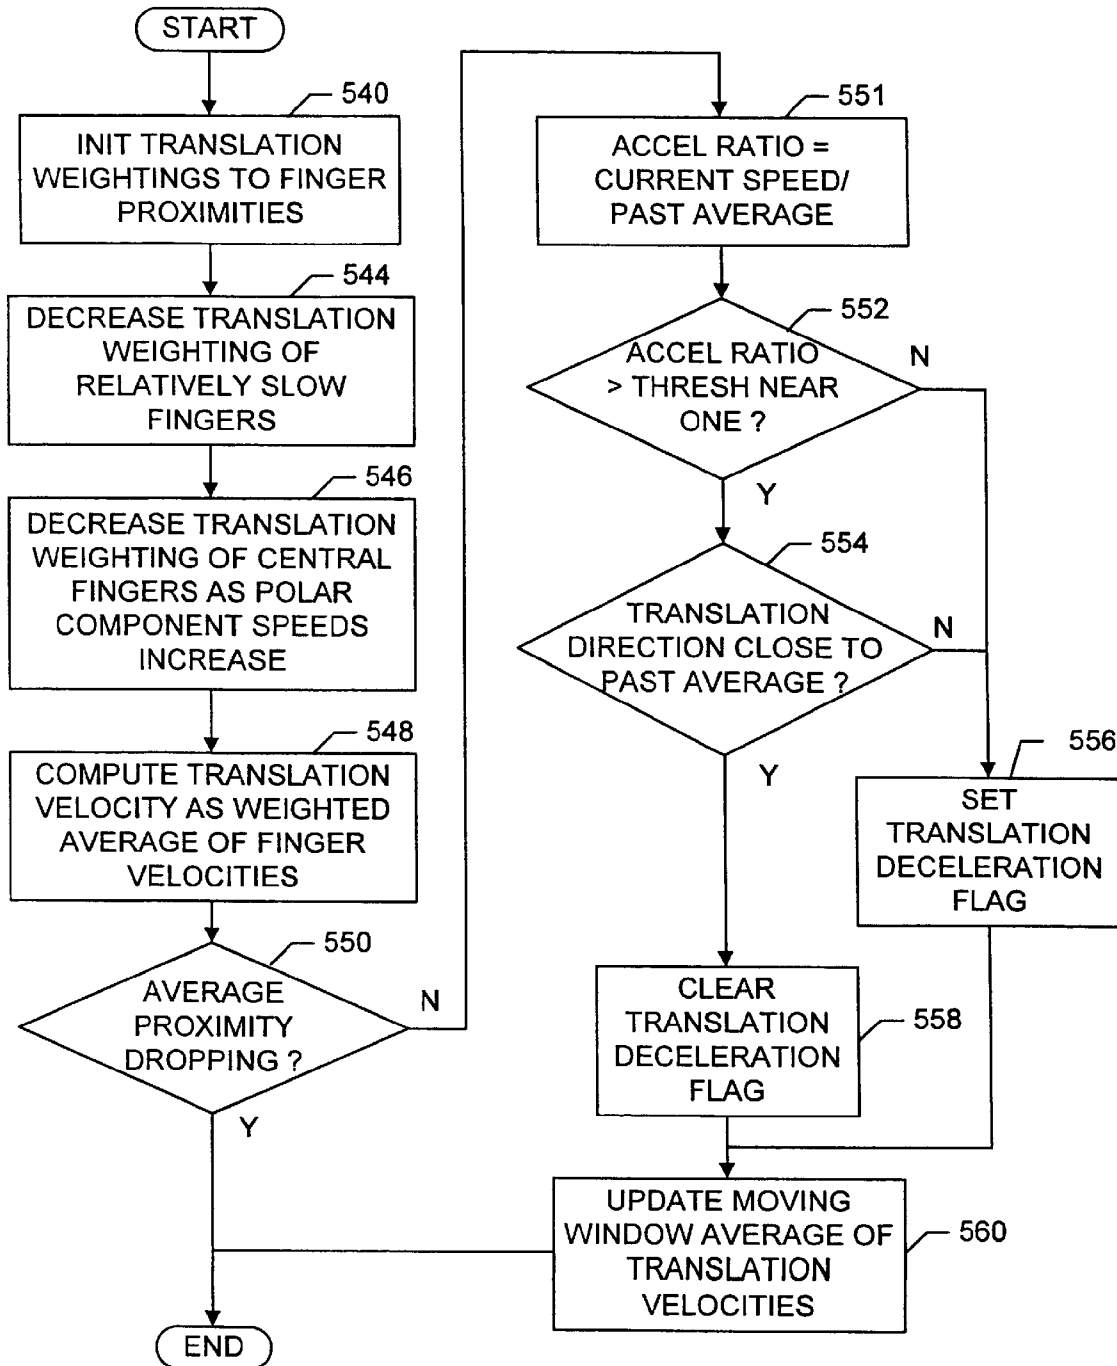 START
540
INIT TRANSLATION
WEIGHTINGS TO FINGER
PROXIMITIES
544
DECREASE TRANSLATION
WEIGHTING OF
RELATIVELY SLOW
FINGERS
546
DECREASE TRANSLATION
WEIGHTING OF CENTRAL
FINGERS AS POLAR
COMPONENT SPEEDS
INCREASE
548
COMPUTE TRANSLATION
VELOCITY AS WEIGHTED
AVERAGE OF FINGER
VELOCITIES
550
AVERAGE
PROXIMITY
DROPPING ?
N
Y
551
ACCEL RATIO =
CURRENT SPEED/
PAST AVERAGE
552
ACCEL RATIO
> THRESH NEAR
ONE ?
N
Y
554
TRANSLATION
DIRECTION CLOSE TO
PAST AVERAGE ?
N
Y
556
SET
TRANSLATION
DECELERATION
FLAG
CLEAR
TRANSLATION
DECELERATION
FLAG
558
UPDATE MOVING
WINDOW AVERAGE OF
TRANSLATION
VELOCITIES
560
END